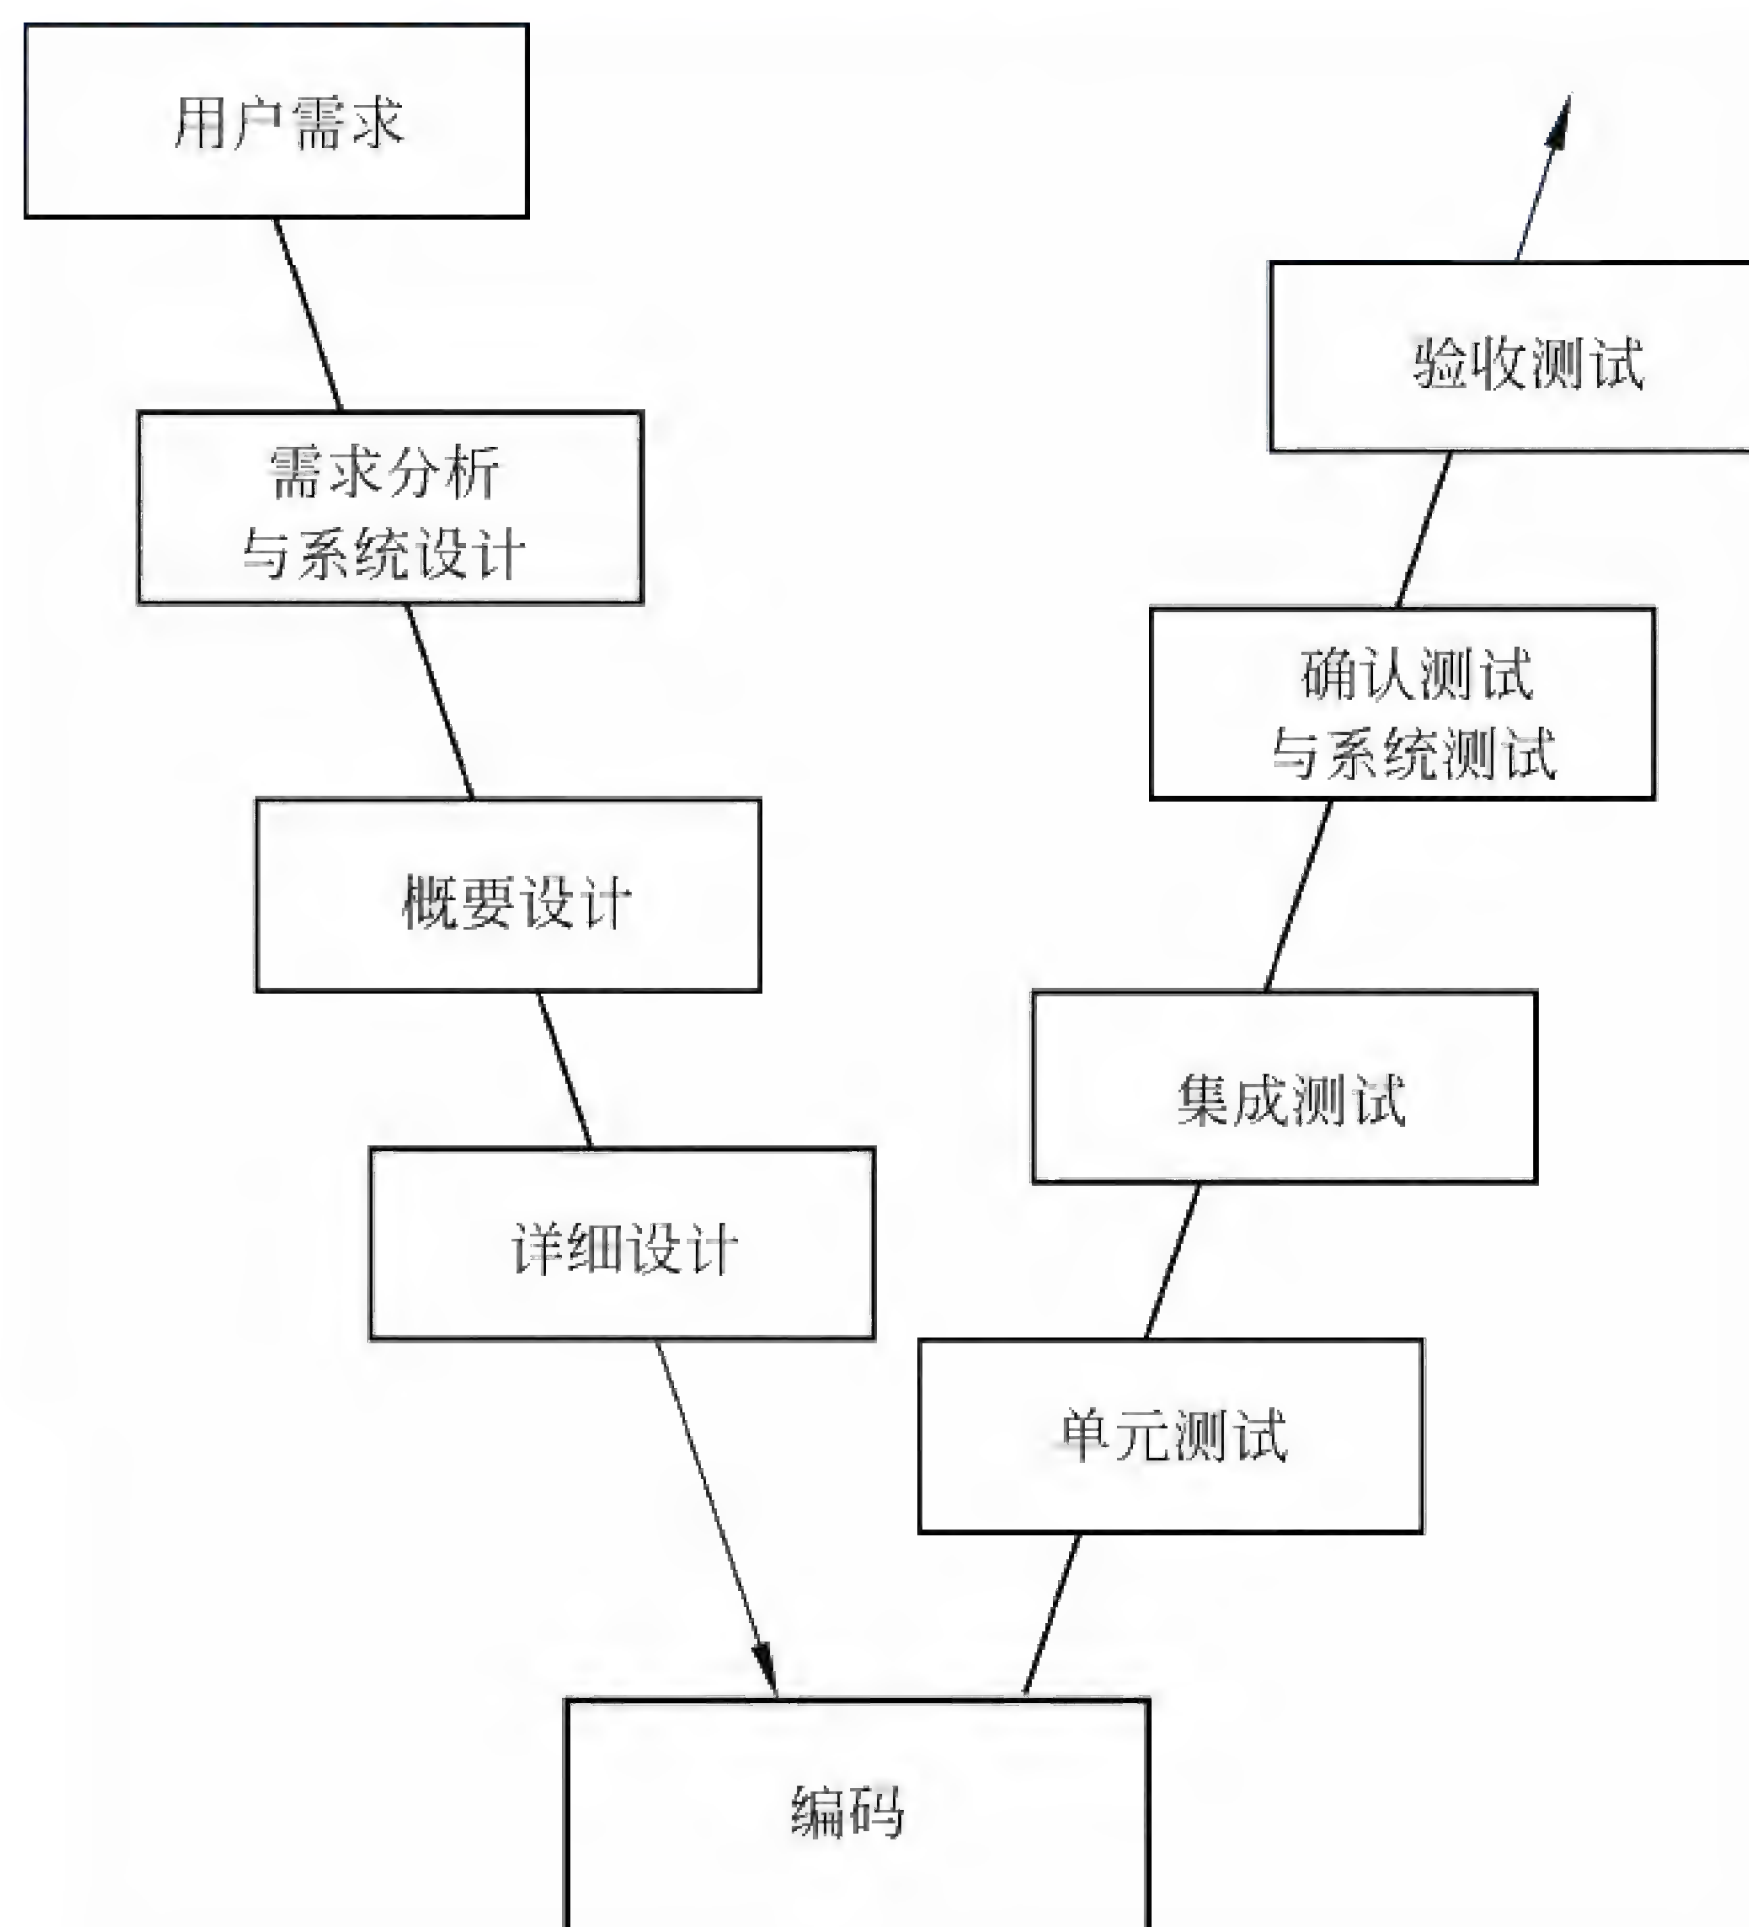 用户需求
需求分析
与系统设计
概要设计
详细设计
编码
单元测试
集成测试
确认测试
与系统测试
验收测试